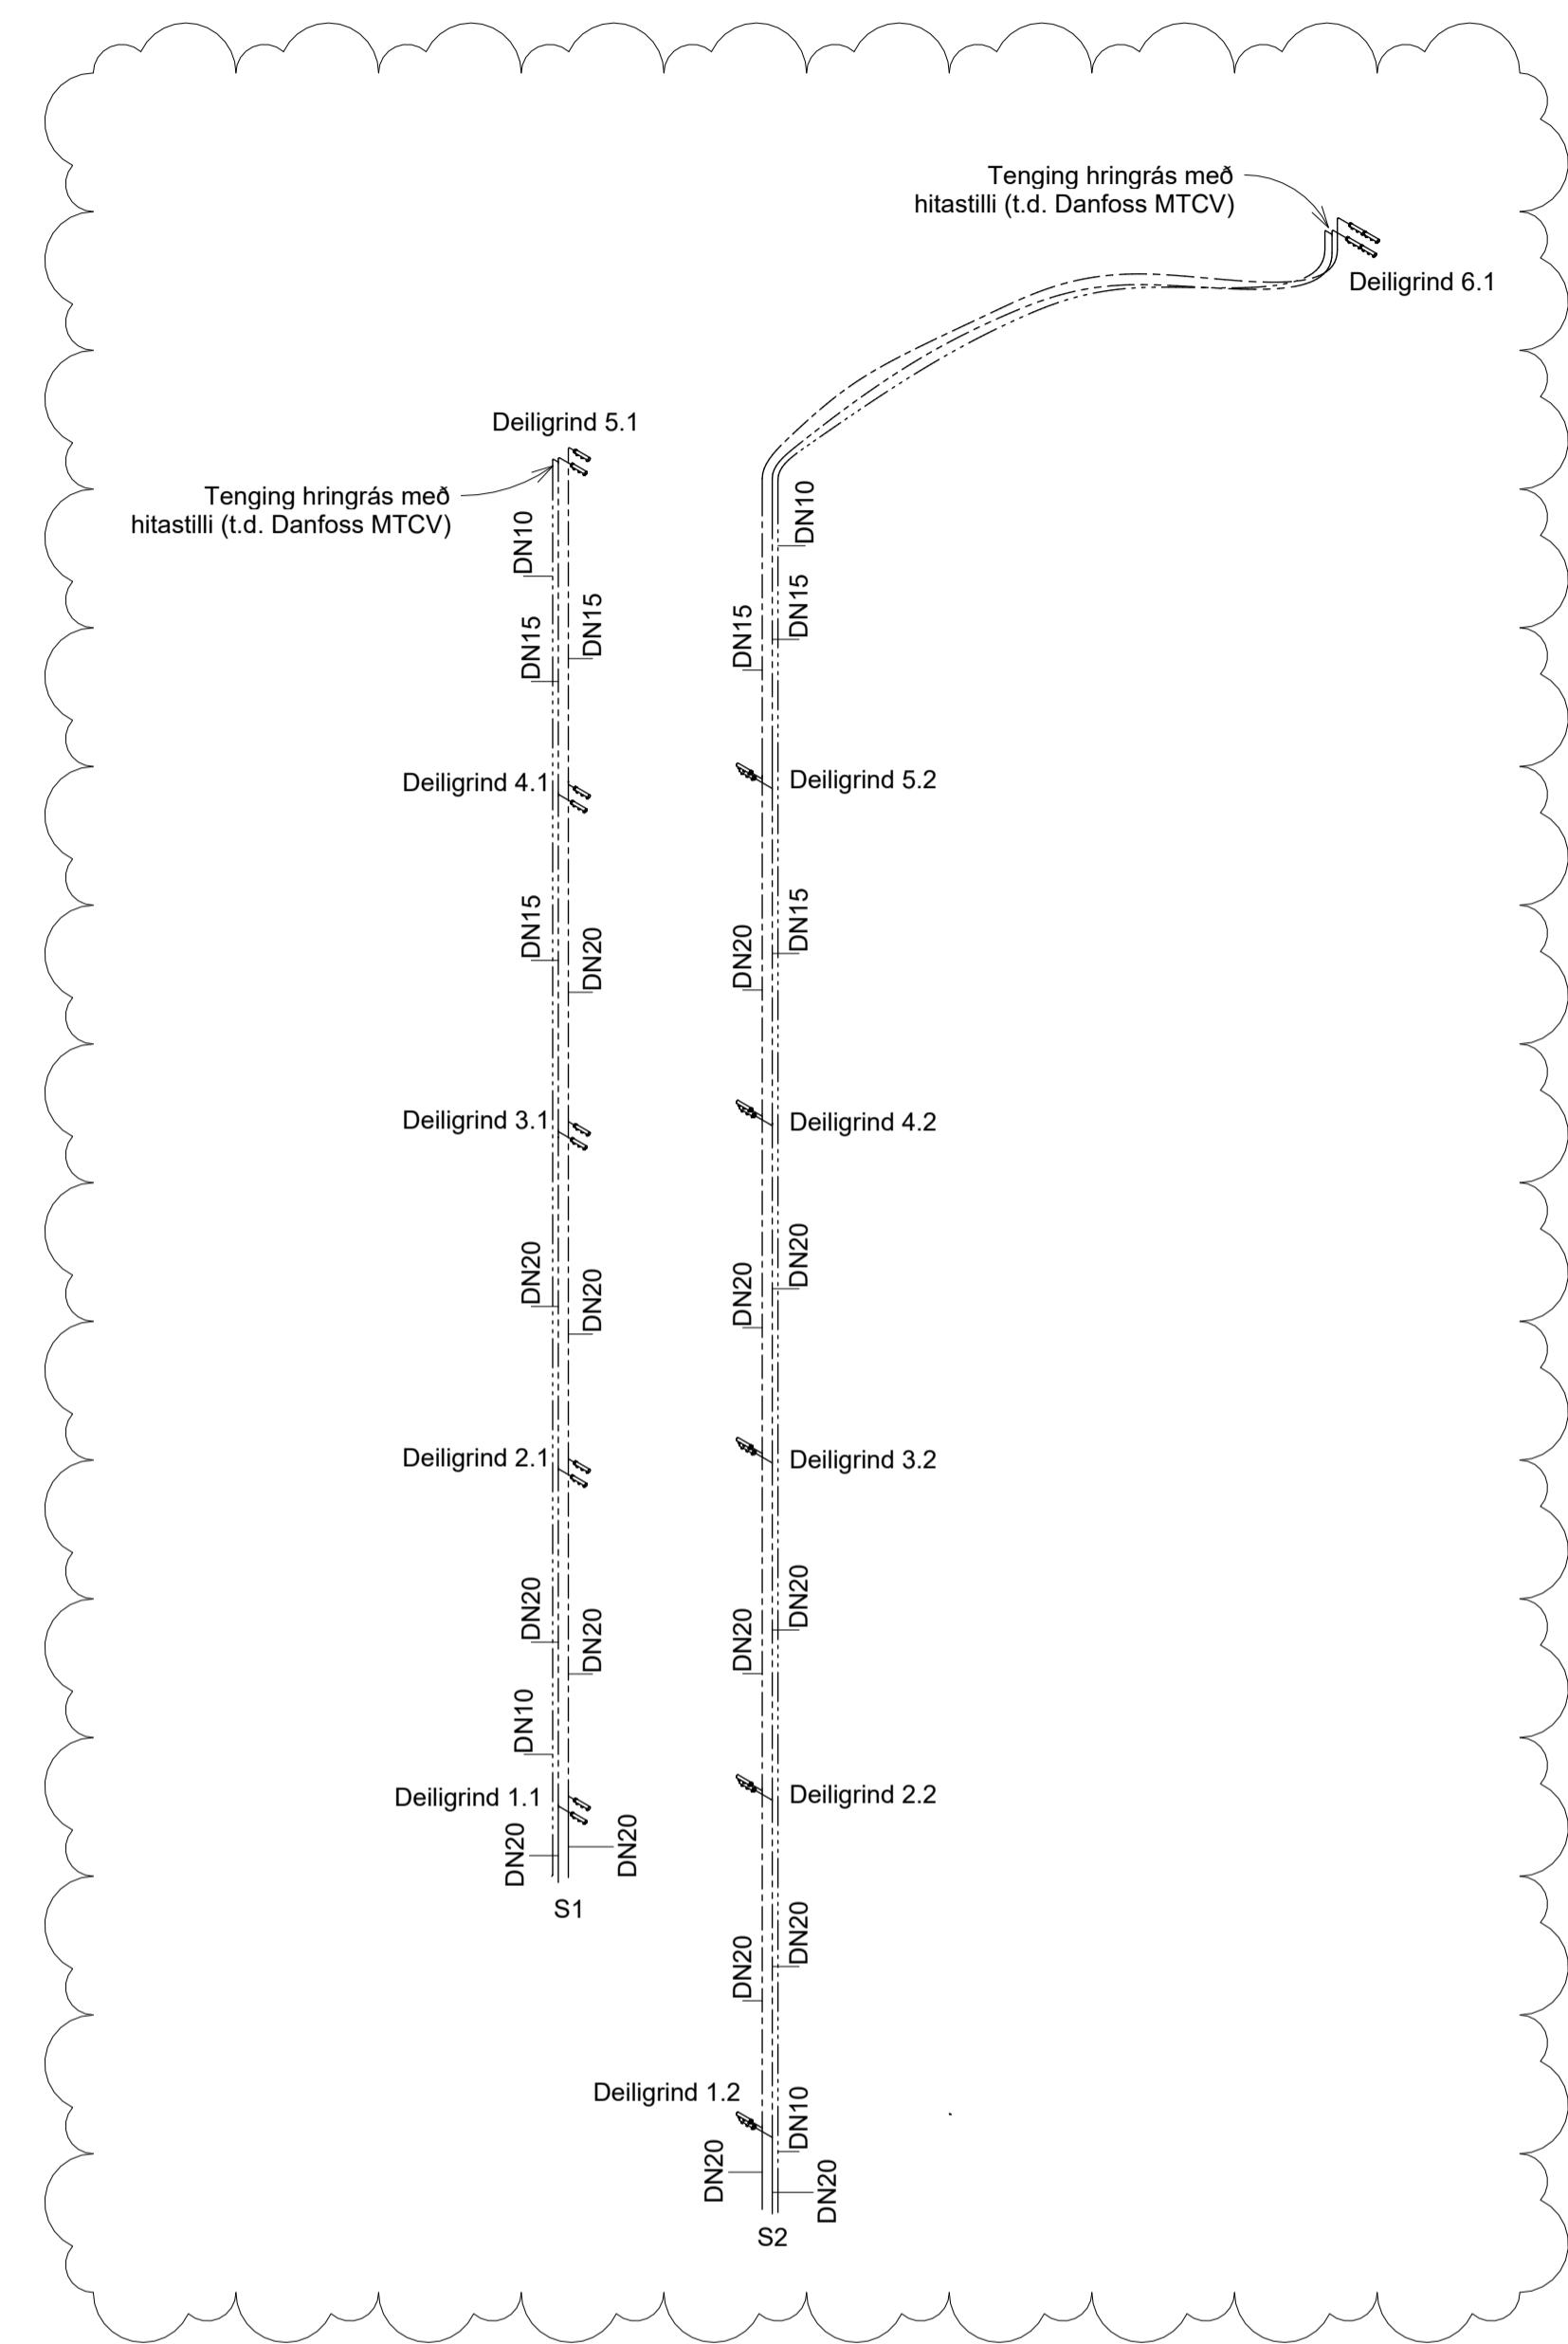 Tenging hringrás með
hitastilli (t.d. Danfoss MTCV)
Deiligrind 6.1
Deiligrind 5.1
Tenging hringrás með
hitastilli (t.d. Danfoss MTCV)
DN10
DN10
DN15
DN15
DN15
DN15
Deiligrind 4.1
Deiligrind 5.2
DN15
DN20
DN20
DN15
Deiligrind 3.1
Deiligrind 4.2
DN20
DN20
DN20
DN20
Deiligrind 2.1
Deiligrind 3.2
DN20
DN20
DN20
DN20
DN10
Deiligrind 1.1
Deiligrind 2.2
DN20
DN20
S1
DN20
DN20
Deiligrind 1.2
DN10
DN20
DN20
S2